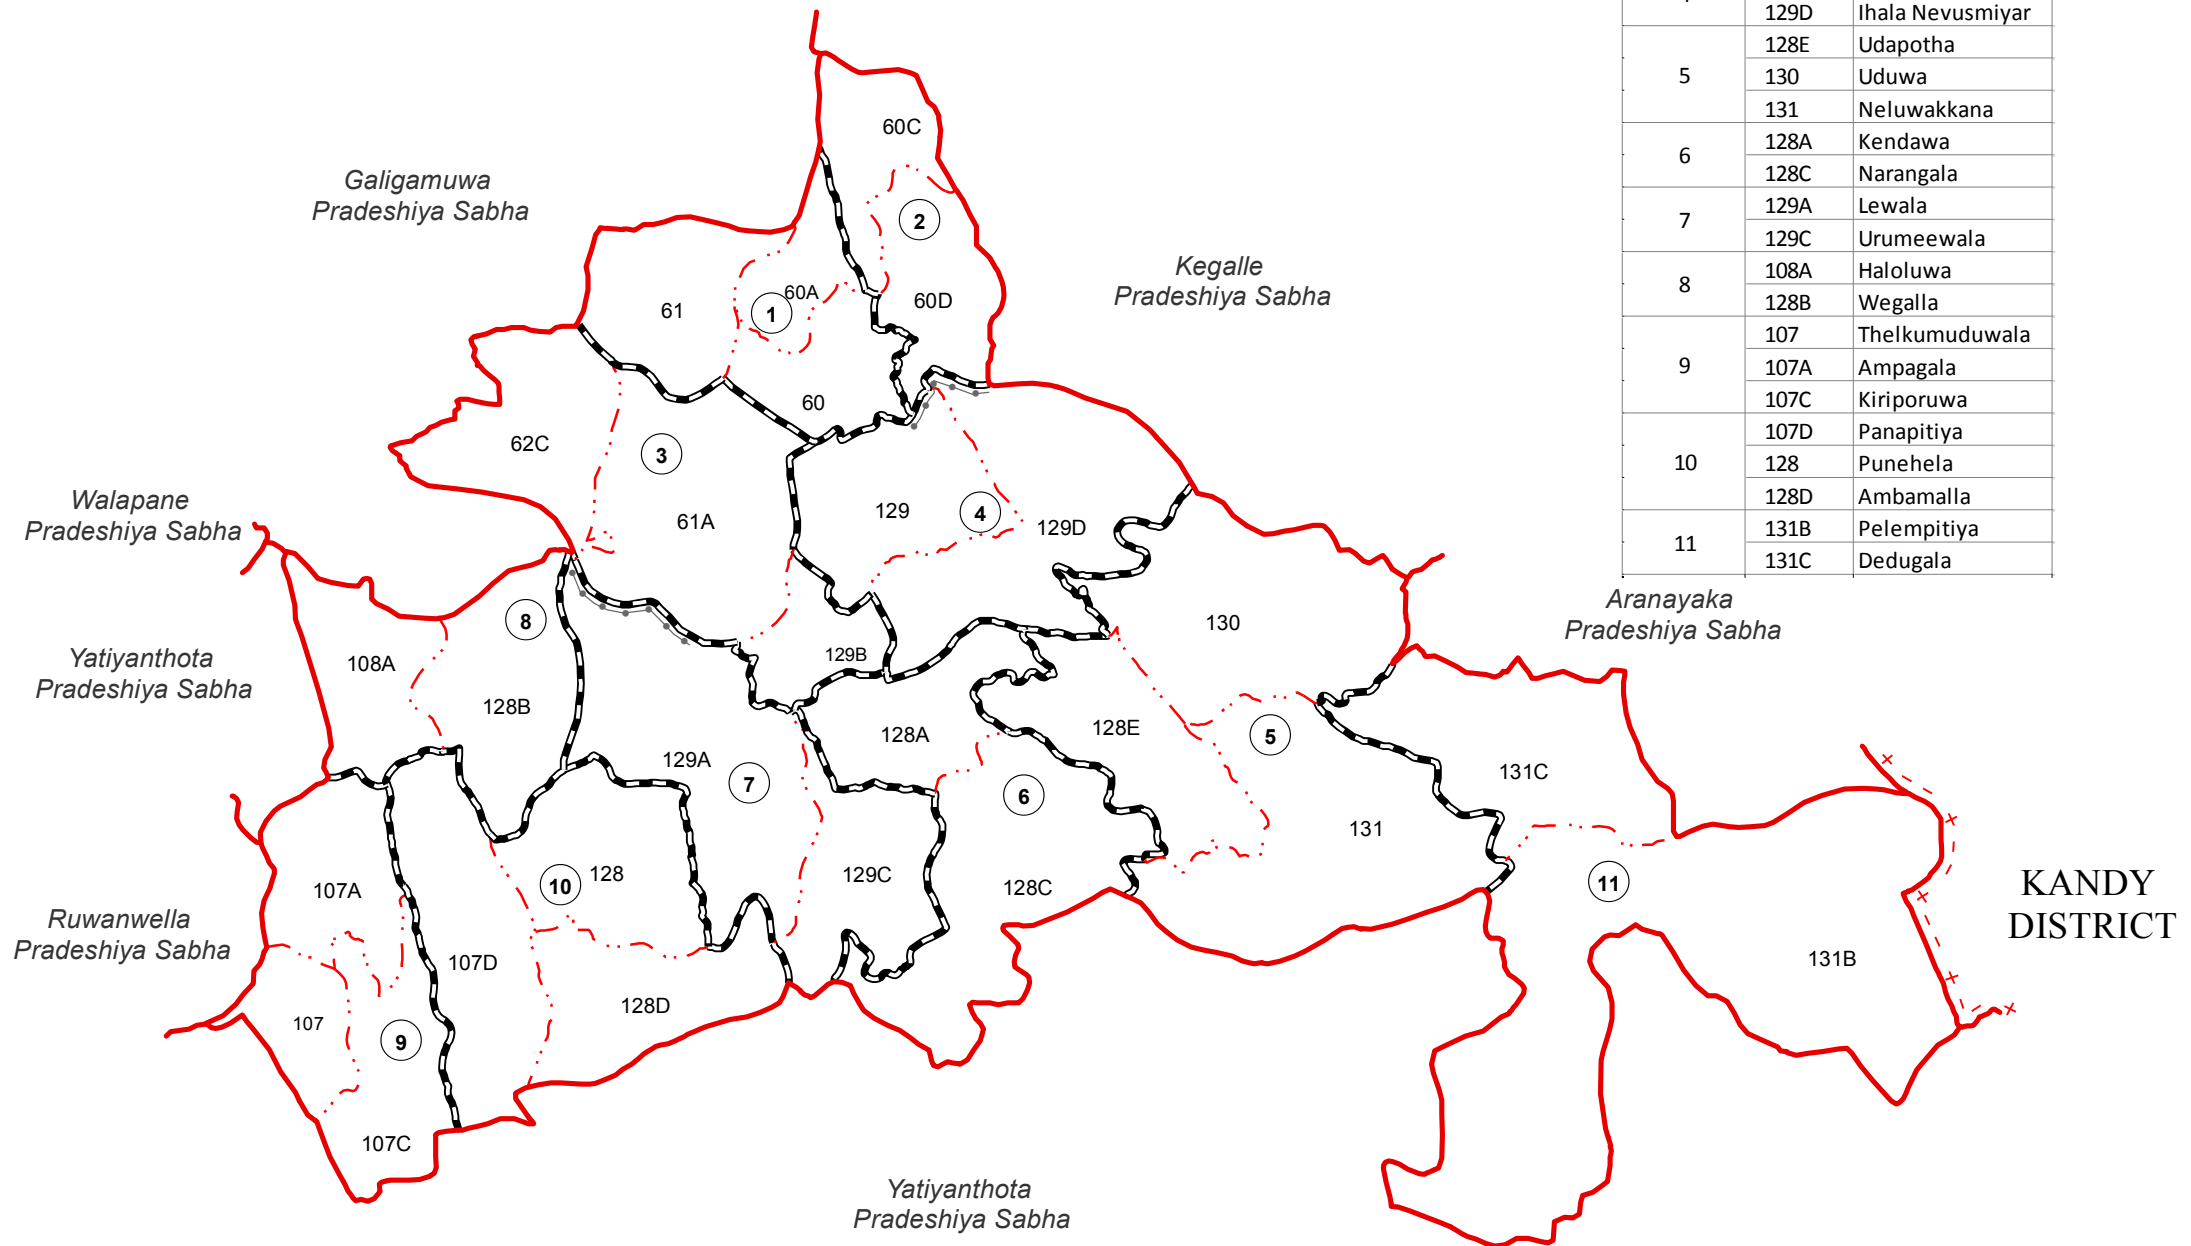 129D Ihala Nevusmiyar
128E Udapotha
5 130 Uduwa
131 Neluwakkana
6 128A Kendawa
128C Narangala
7 129A Lewala
129C Urumeewala
8 108A Haloluwa
128B Wegalla
107 Thelkumuduwala
9 107A Ampagala
107C Kiriporuwa
107D Panapitiya
10 128 Punehela
128D Ambamalla
11 131B Pelempitiya
131C Dedugala
60C
Galigamuwa
Pradeshiya Sabha
2
Kegalle
Pradeshiya Sabha
61
60A
1
60D
60
62C
3
Walapane
Pradeshiya Sabha
61A
129
4
129D
Aranayaka
Pradeshiya Sabha
8
130
Yatiyanthota
Pradeshiya Sabha
108A
129B
128B
128A
128E
5
129A
7
6
131C
131
107A
10
128
129C
128C
11
KANDY
DISTRICT
Ruwanwella
Pradeshiya Sabha
107D
131B
107
9
128D
107C
Yatiyanthota
Pradeshiya Sabha